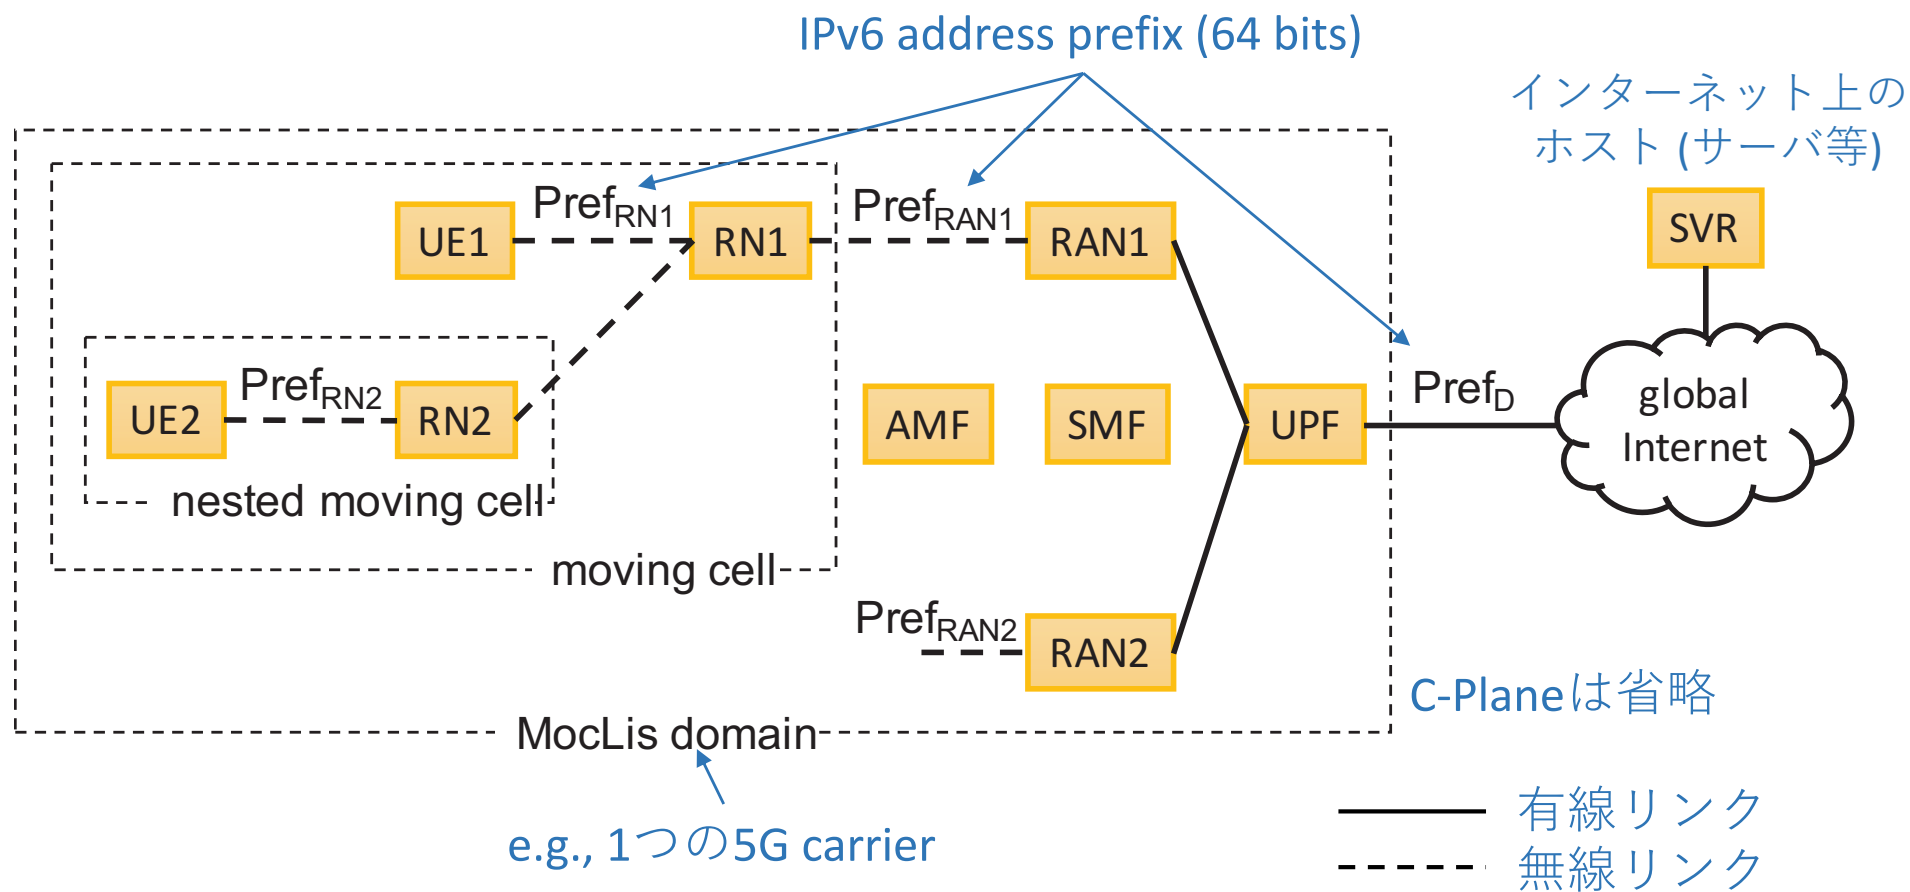 IPv6 address prefix (64 bits)
インターネット上の
ホスト (サーバ等)
PrefRN1
PrefRAN1
SVR
UE1
RN1
RAN1
PrefRN2
PrefD
global
Internet
UE2
RN2
AMF
SMF
UPF
nested moving cell
moving cell
PrefRAN2
RAN2
C-Planeは省略
MocLis domain
e.g., 1つの5G carrier
有線リンク
無線リンク